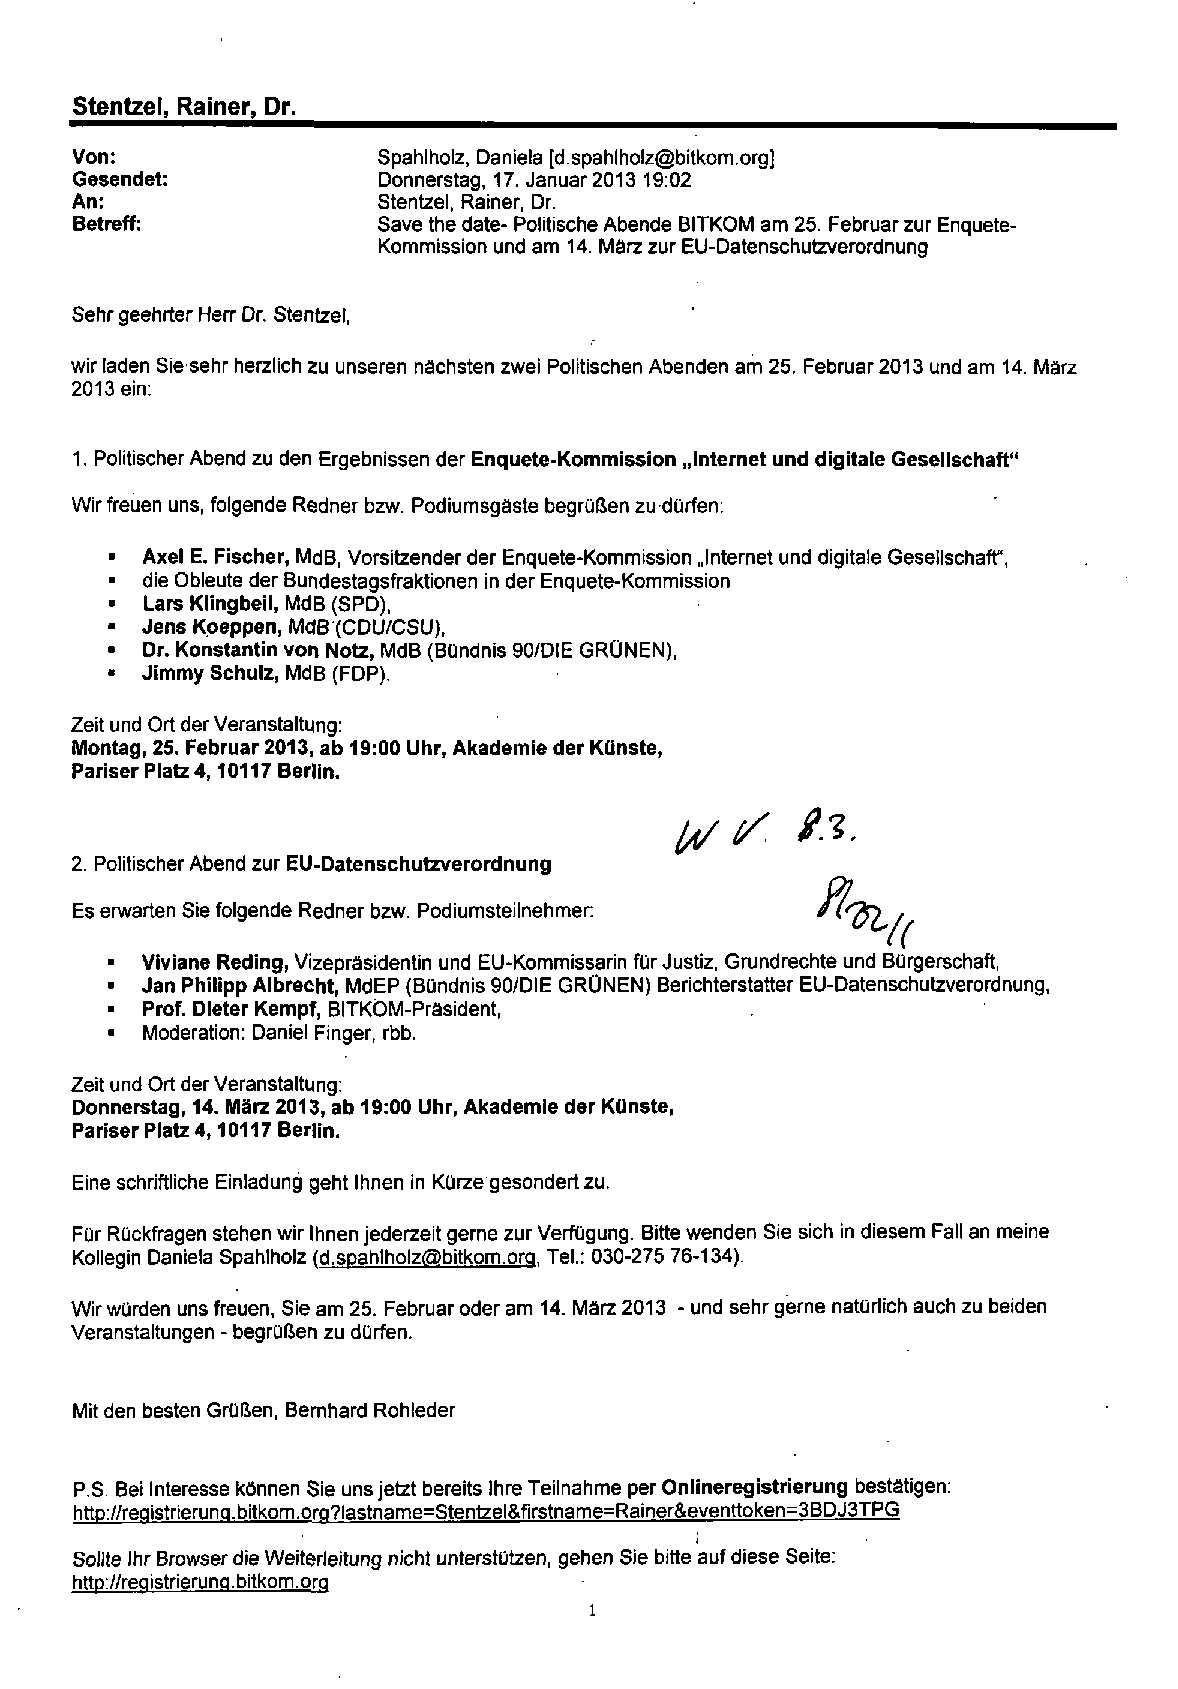 Stentzel, Rainer, Dr.
Von: Spahlholz, Daniela [d.spahlholz@bitkom.org]
Gesendet: Donnerstag, 17. Januar 2013 19:02
An: Stentzel, Rainer, Dr.
Betreff: Save the date- Politische Abende BITKOM am 25. Februar zur Enquete-
Kommission und am 14. März zur EU-Datenschutzverordnung
Sehr geehrter Herr Dr. Stentzel,
wir laden Sie sehr herzlich zu unseren nächsten zwei Politischen Abenden am 25. Februar 2013 und am 14. März
2013 ein:
1. Politischer Abend zu den Ergebnissen der Enquete-Kommission „Internet und digitale Gesellschaft“
Wir freuen uns, folgende Redner bzw. Podiumsgäste begrüßen zu dürfen:
▪ Axel E. Fischer, MdB, Vorsitzender der Enquete-Kommission „Internet und digitale Gesellschaft“,
▪ die Obleute der Bundestagsfraktionen in der Enquete-Kommission
▪ Lars Klingbeil, MdB (SPD),
▪ Jens Koeppen, MdB (CDU/CSU),
▪ Dr. Konstantin von Notz, MdB (Bündnis 90/DIE GRÜNEN),
▪ Jimmy Schulz, MdB (FDP).
Zeit und Ort der Veranstaltung:
Montag, 25. Februar 2013, ab 19:00 Uhr, Akademie der Künste,
Pariser Platz 4, 10117 Berlin.
W V. 8.3.
2. Politischer Abend zur EU-Datenschutzverordnung
Es erwarten Sie folgende Redner bzw. Podiumsteilnehmer:
▪ Viviane Reding, Vizepräsidentin und EU-Kommissarin für Justiz, Grundrechte und Bürgerschaft,
▪ Jan Philipp Albrecht, MdEP (Bündnis 90/DIE GRÜNEN) Berichterstatter EU-Datenschutzverordnung,
▪ Prof. Dieter Kempf, BITKOM-Präsident,
▪ Moderation: Daniel Finger, rbb.
Zeit und Ort der Veranstaltung:
Donnerstag, 14. März 2013, ab 19:00 Uhr, Akademie der Künste,
Pariser Platz 4, 10117 Berlin.
Eine schriftliche Einladung geht Ihnen in Kürze gesondert zu.
Für Rückfragen stehen wir Ihnen jederzeit gerne zur Verfügung. Bitte wenden Sie sich in diesem Fall an meine
Kollegin Daniela Spahlholz (d.spahlholz@bitkom.org, Tel.: 030-275 76-134).
Wir würden uns freuen, Sie am 25. Februar oder am 14. März 2013 - und sehr gerne natürlich auch zu beiden
Veranstaltungen - begrüßen zu dürfen.
Mit den besten Grüßen, Bernhard Rohleder
P.S. Bei Interesse können Sie uns jetzt bereits Ihre Teilnahme per Onlineregistrierung bestätigen:
http://registrierung.bitkom.org?lastname=Stentzel&firstname=Rainer&eventtoken=3BDJ3TPG
Sollte Ihr Browser die Weiterleitung nicht unterstützen, gehen Sie bitte auf diese Seite:
http://registrierung.bitkom.org
1